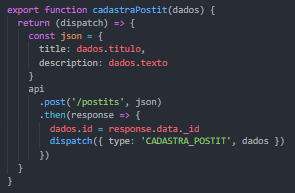 export function cadastraPostit(dados) {
  return (dispatch) => {
    const json = {
      title: dados.titulo,
      description: dados.texto
    }
    api
      .post('/postits', json)
      .then(response => {
        dados.id = response.data._id
        dispatch({ type: 'CADASTRA_POSTIT', dados })
      })
  }
}